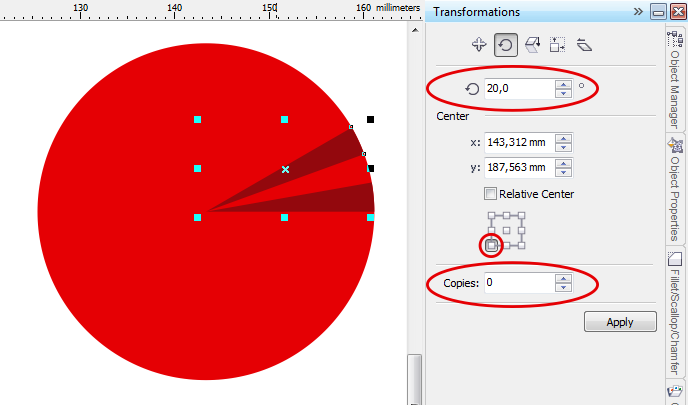 130 140 150 160 millimeters
Transformations
20,0 °
Center
x: 143,312 mm
y: 187,563 mm
Relative Center
Copies: 0
Apply
Object Manager
Object Properties
Fillet/Scallop/Chamfer